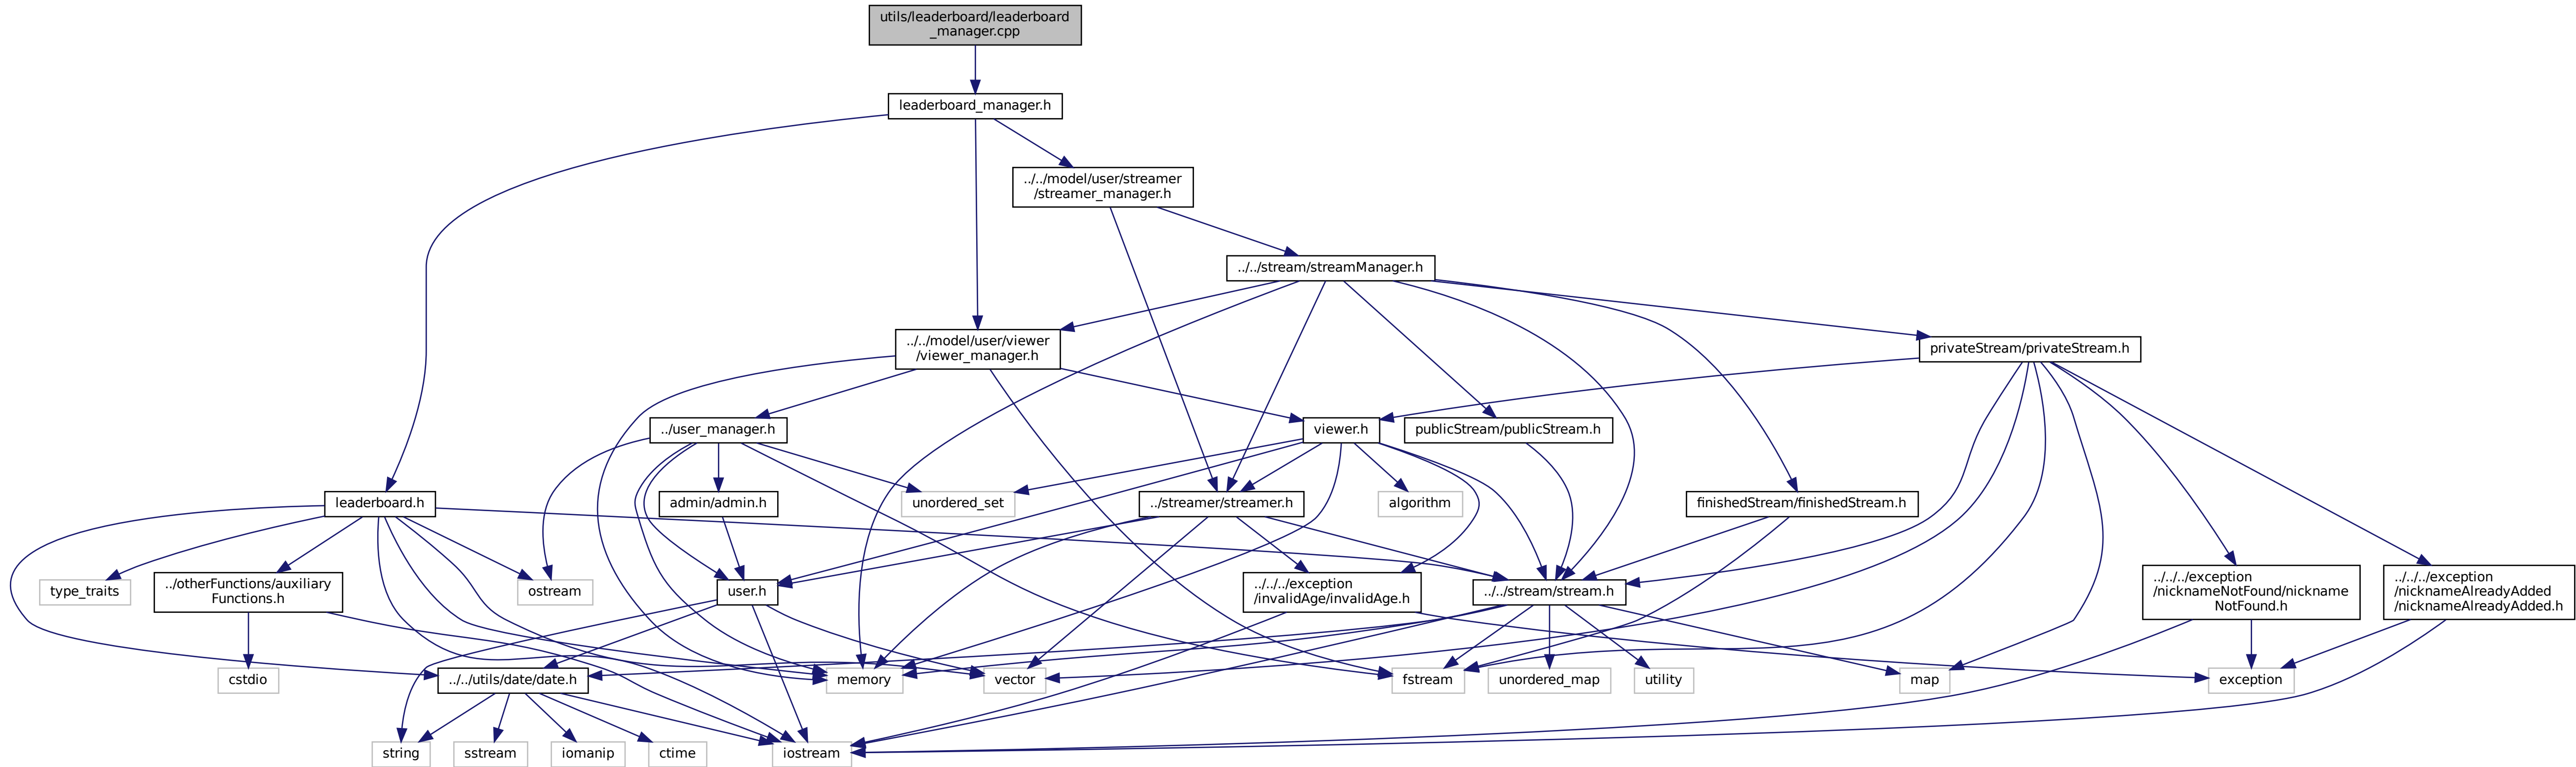 utils/leaderboard/leaderboard
_manager.cpp
leaderboard_manager.h
../../model/user/streamer
/streamer_manager.h
../../stream/streamManager.h
../../model/user/viewer
/viewer_manager.h
privateStream/privateStream.h
../user_manager.h
viewer.h
publicStream/publicStream.h
leaderboard.h
admin/admin.h
unordered_set
../streamer/streamer.h
algorithm
finishedStream/finishedStream.h
type_traits
../otherFunctions/auxiliary
Functions.h
ostream
user.h
../../../exception
/invalidAge/invalidAge.h
../../stream/stream.h
../../../exception
/nicknameNotFound/nickname
NotFound.h
../../../exception
/nicknameAlreadyAdded
/nicknameAlreadyAdded.h
cstdio
../../utils/date/date.h
memory
vector
fstream
unordered_map
utility
map
exception
string
sstream
iomanip
ctime
iostream